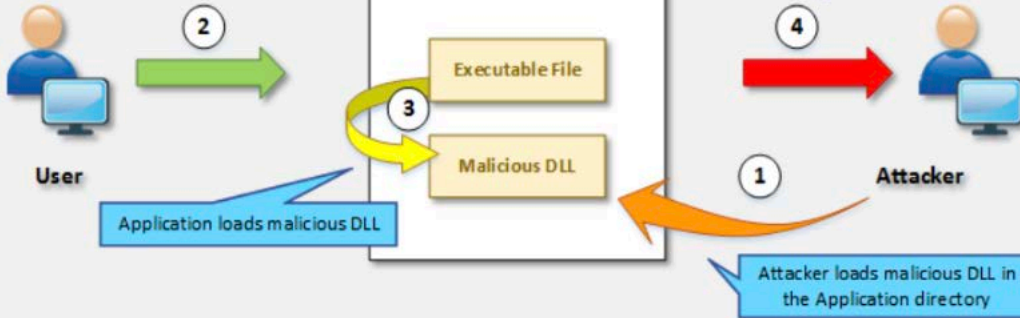 2
4
Executable File
3
Malicious DLL
User
1
Attacker
Application loads malicious DLL
Attacker loads malicious DLL in
the Application directory